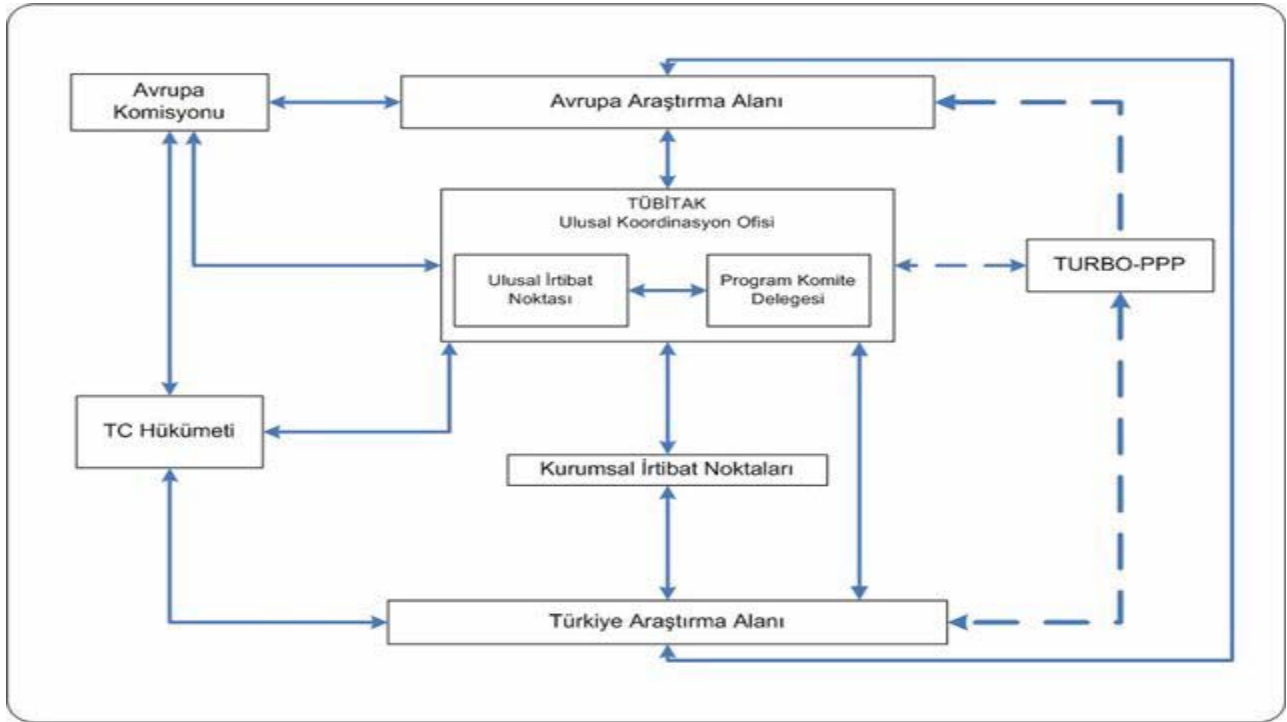 Avrupa
Komisyonu
Avrupa Araştırma Alanı
TÜBİTAK
Ulusal Koordinasyon Ofisi
Ulusal İrtibat
Noktası
Program Komite
Delegesi
TURBO-PPP
TC Hükümeti
Kurumsal İrtibat Noktaları
Türkiye Araştırma Alanı